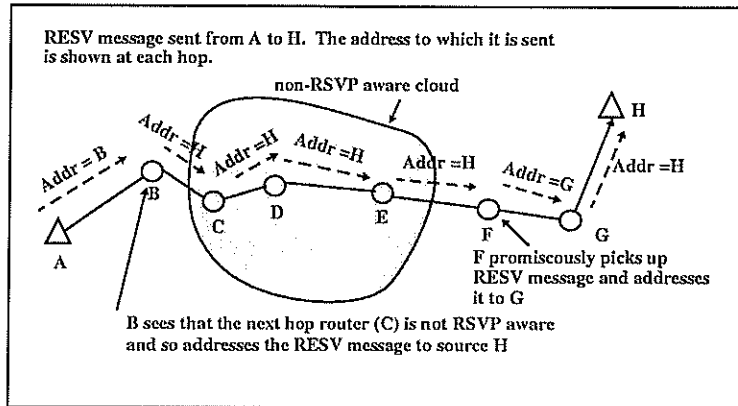 RESV message sent from A to H. The address to which it is sent
is shown at each hop.
non-RSVP aware cloud
Addr = B
Addr =H
Addr =H
Addr =H
Addr =H
Addr =G
Addr =H
A
B
C
D
E
F
G
H
F promiscously picks up
RESV message and addresses
it to G
B sees that the next hop router (C) is not RSVP aware
and so addresses the RESV message to source H